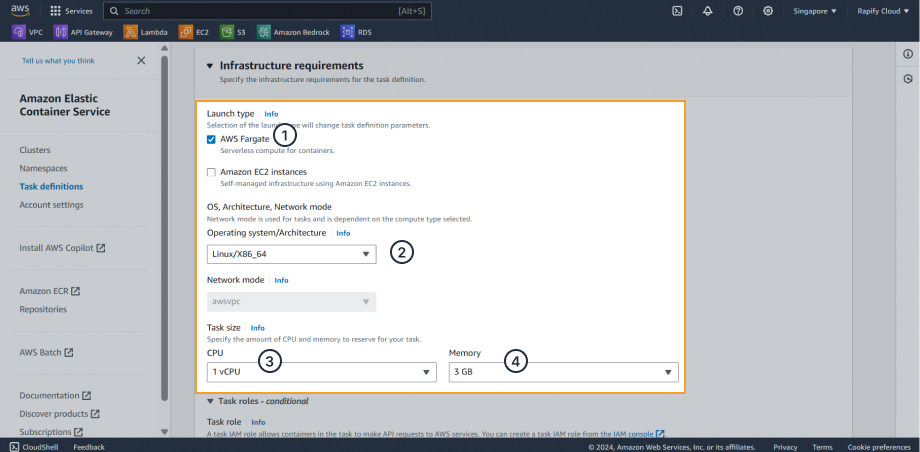 aws
Services
Search
[Alt+S]
Singapore
Rapify Cloud
VPC
API Gateway
Lambda
EC2
S3
Amazon Bedrock
RDS
Tell us what you think
Amazon Elastic
Container Service
Clusters
Namespaces
Task definitions
Account settings
Install AWS Copilot
Amazon ECR
Repositories
AWS Batch
Documentation
Discover products
Subscriptions
Infrastructure requirements
Specify the infrastructure requirements for the task definition.
Launch type Info
Selection of the launch type will change task definition parameters.
1
AWS Fargate
Serverless compute for containers.
Amazon EC2 instances
Self-managed infrastructure using Amazon EC2 instances.
OS, Architecture, Network mode
Network mode is used for tasks and is dependent on the compute type selected.
Operating system/Architecture Info
Linux/X86_64
2
Network mode Info
awsvpc
Task size Info
Specify the amount of CPU and memory to reserve for your task.
CPU
3
1 vCPU
Memory
4
3 GB
Task roles - conditional
Task role Info
A task IAM role allows containers in the task to make API requests to AWS services. You can create a task IAM role from the IAM console
CloudShell
Feedback
© 2024, Amazon Web Services, Inc. or its affiliates.
Privacy
Terms
Cookie preferences